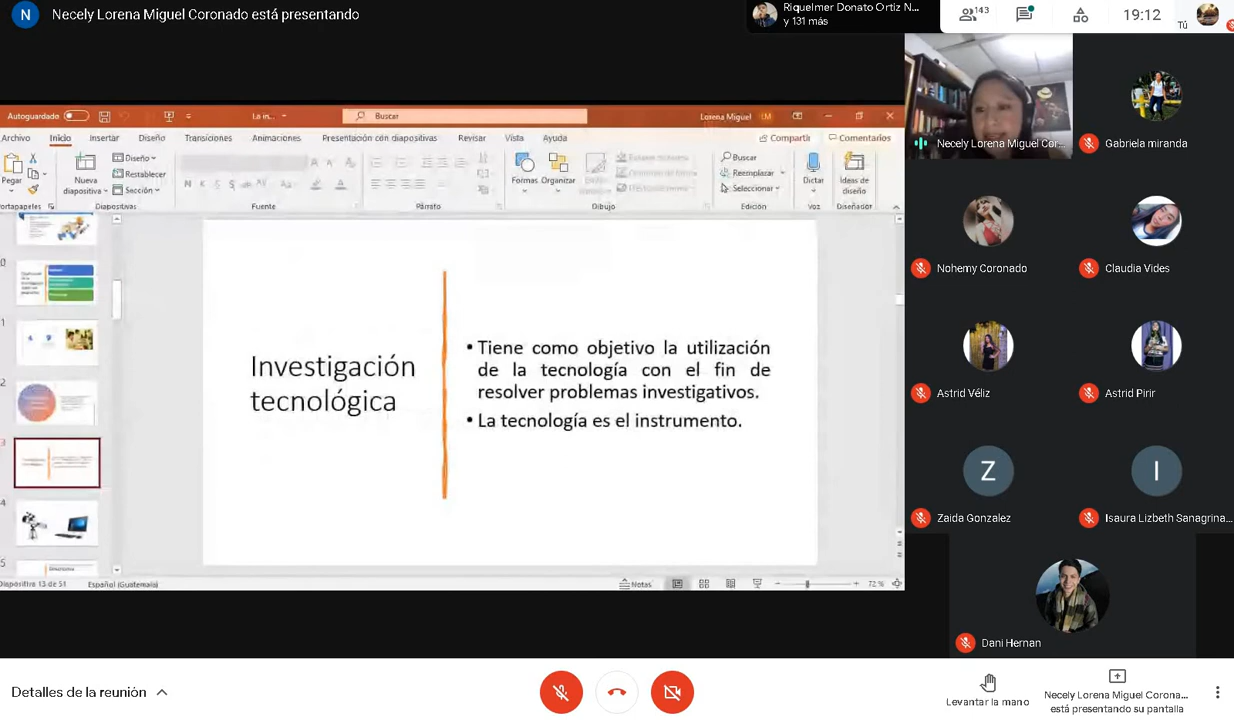 N
Necely Lorena Miguel Coronado está presentando
Riquelmer Donato Ortiz N...
y 131 más
143
19:12
Tú
Autoguardado
La in...
Buscar
Lorena Miguel
LM
Archivo
Inicio
Insertar
Diseño
Transiciones
Animaciones
Presentación con diapositivas
Revisar
Vista
Ayuda
Compartir
Comentarios
Pegar
Nueva
diapositiva
Diseño
Restablecer
Sección
Formas
Organizar
Buscar
Reemplazar
Seleccionar
Dictar
Ideas de
diseño
ortapapeles
Diapositivas
Fuente
Párrafo
Dibujo
Edición
Voz
Diseñador
Investigación
tecnológica
• Tiene como objetivo la utilización
de la tecnología con el fin de
resolver problemas investigativos.
• La tecnología es el instrumento.
Diapositiva 13 de 51
Español (Guatemala)
Notas
72 %
Necely Lorena Miguel Cor...
Gabriela miranda
Nohemy Coronado
Claudia Vides
Astrid Véliz
Astrid Pirir
Z
Zaida Gonzalez
I
Isaura Lizbeth Sanagrina...
Dani Hernan
Detalles de la reunión
Levantar la mano
Necely Lorena Miguel Corona...
está presentando su pantalla